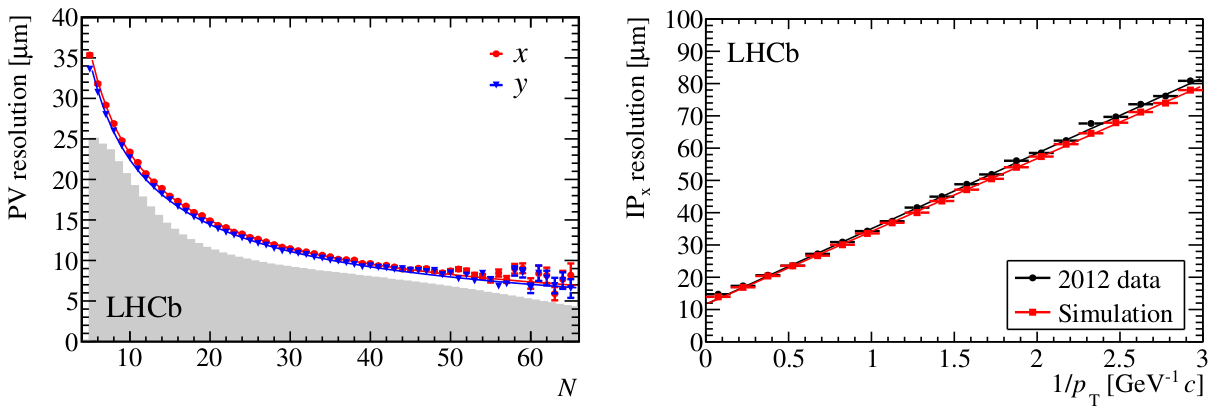 PV resolution [μm]
40
35
30
25
20
15
10
5
0
x
y
LHCb
10 20 30 40 50 60
N
IPx resolution [μm]
100
90
80
70
60
50
40
30
20
10
0
LHCb
2012 data
Simulation
0 0.5 1 1.5 2 2.5 3
1/pT [GeV-1 c]